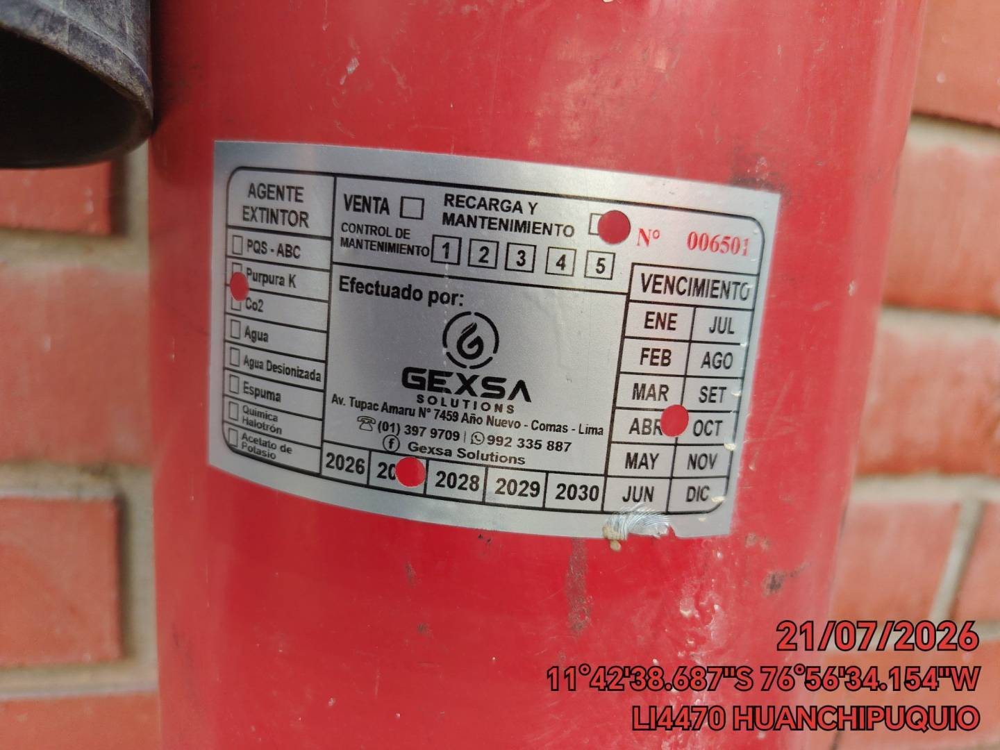 AGENTE
EXTINTOR
PQS - ABC
Purpura K
Co2
Agua
Agua Desionizada
Espuma
Quimica
Halotrón
Acetato de
Potasio
VENTA
RECARGA Y
MANTENIMIENTO
Nº 006501
CONTROL DE
MANTENIMIENTO 1 2 3 4 5
Efectuado por:
GEXSA
SOLUTIONS
Av. Tupac Amaru Nº 7459 Año Nuevo - Comas - Lima
(01) 397 9709 | 992 335 887
Gexsa Solutions
2026 20 2028 2029 2030
VENCIMIENTO
ENE JUL
FEB AGO
MAR SET
ABR OCT
MAY NOV
JUN DIC
21/07/2026
11°42'38.687"S 76°56'34.154"W
LI4470 HUANCHIPUQUIO